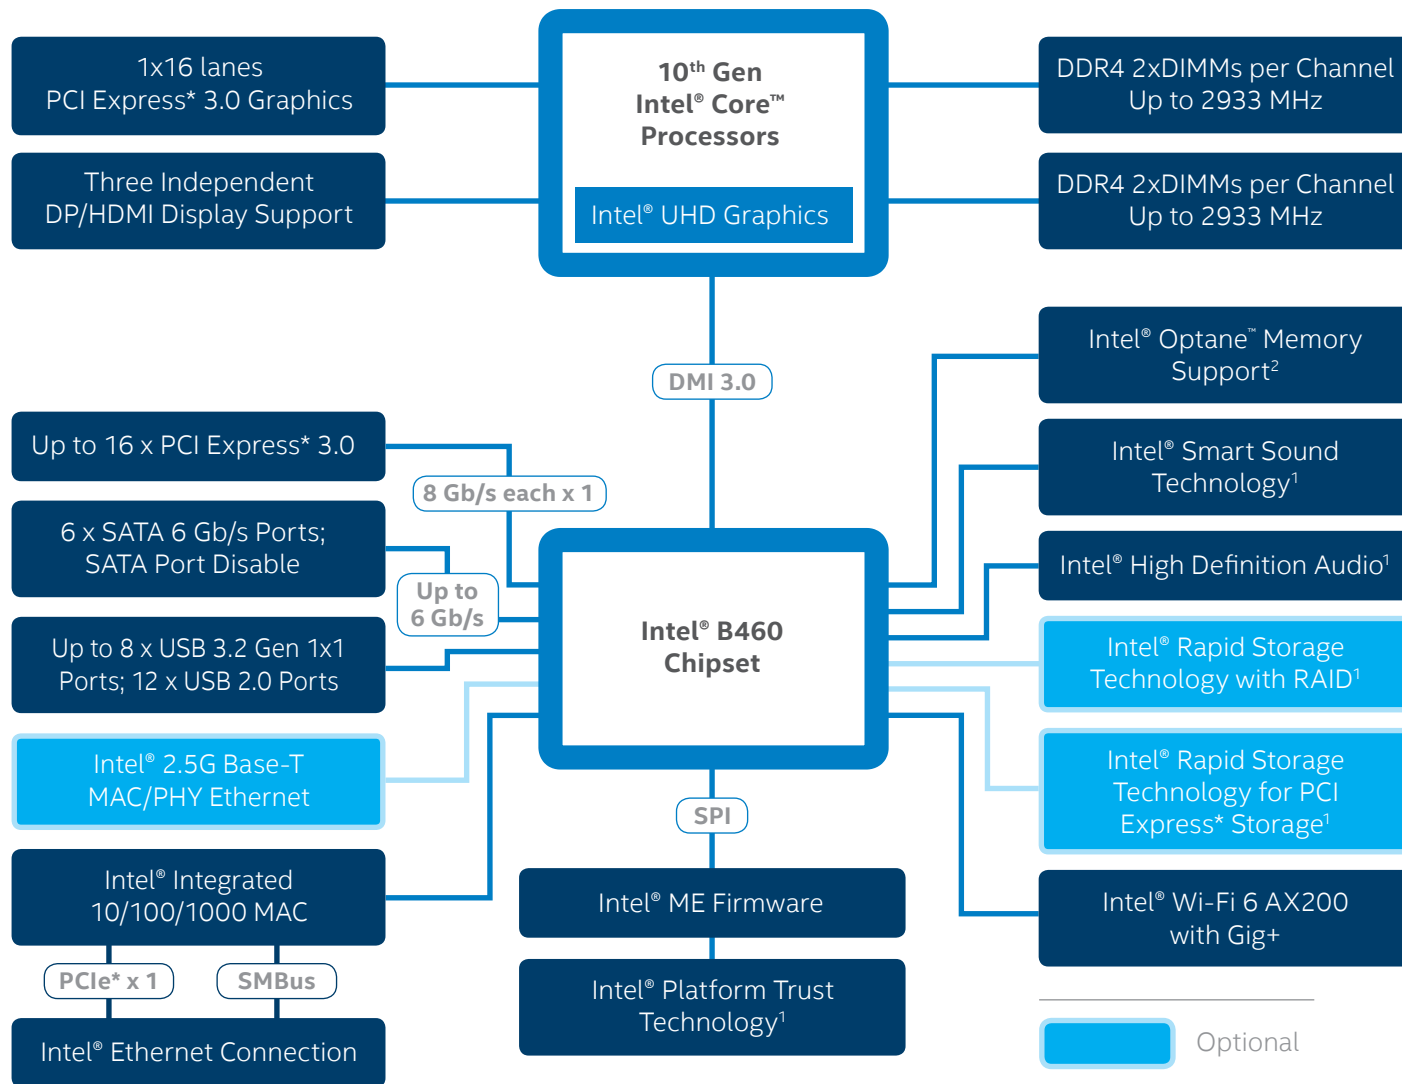 1x16 lanes
PCI Express* 3.0 Graphics
Three Independent
DP/HDMI Display Support
10th Gen
Intel® Core™
Processors
Intel® UHD Graphics
DDR4 2xDIMMs per Channel
Up to 2933 MHz
DDR4 2xDIMMs per Channel
Up to 2933 MHz
DMI 3.0
Up to 16 x PCI Express* 3.0
8 Gb/s each x 1
6 x SATA 6 Gb/s Ports;
SATA Port Disable
Up to
6 Gb/s
Up to 8 x USB 3.2 Gen 1x1
Ports; 12 x USB 2.0 Ports
Intel® 2.5G Base-T
MAC/PHY Ethernet
Intel® Integrated
10/100/1000 MAC
PCIe* x 1
SMBus
Intel® Ethernet Connection
Intel® B460
Chipset
SPI
Intel® ME Firmware
Intel® Platform Trust
Technology¹
Intel® Optane™ Memory
Support²
Intel® Smart Sound
Technology¹
Intel® High Definition Audio¹
Intel® Rapid Storage
Technology with RAID¹
Intel® Rapid Storage
Technology for PCI
Express* Storage¹
Intel® Wi-Fi 6 AX200
with Gig+
Optional